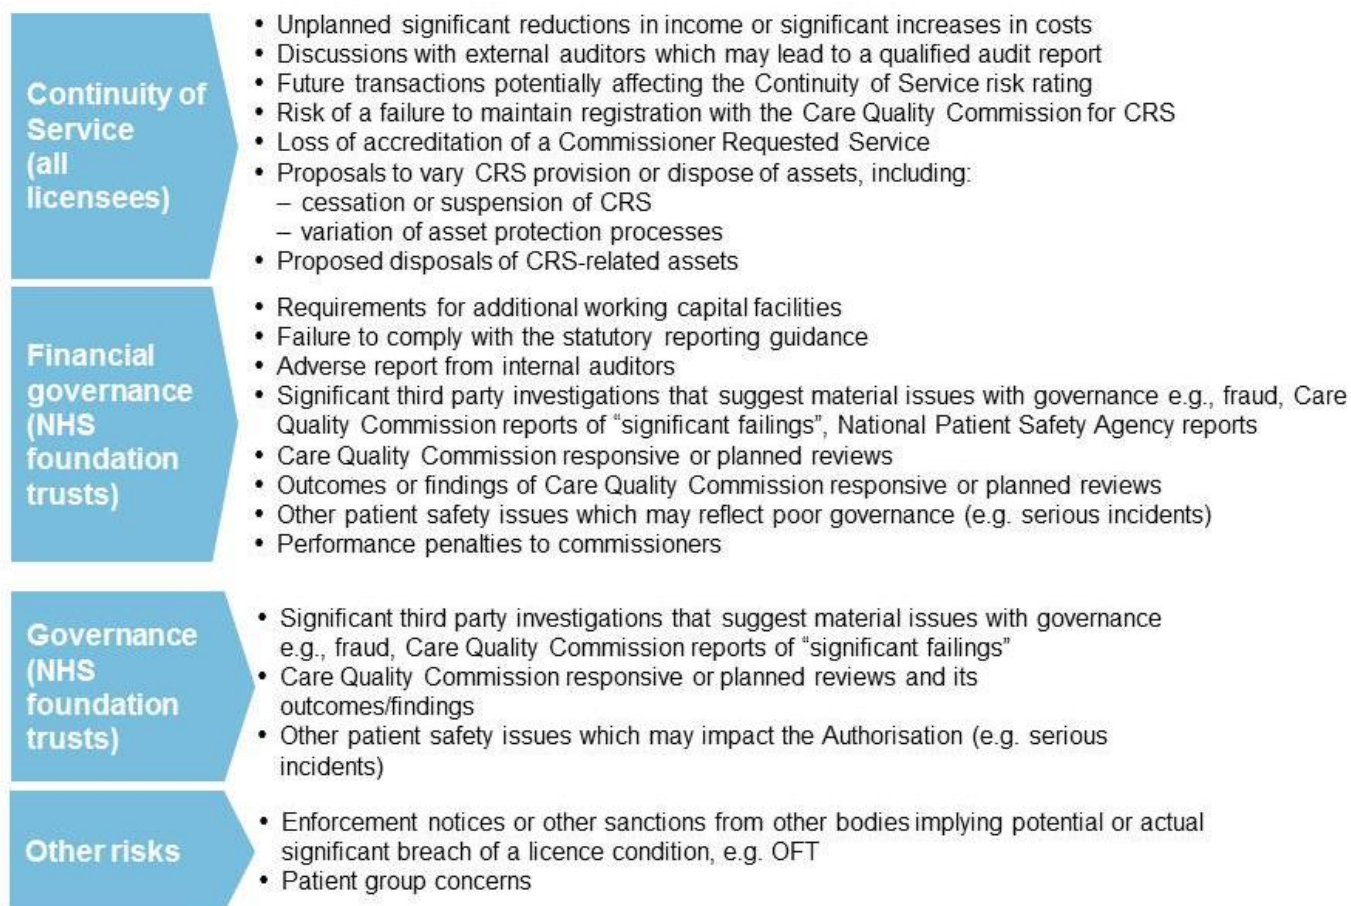 Continuity of
Service
(all
licensees)
• Unplanned significant reductions in income or significant increases in costs
• Discussions with external auditors which may lead to a qualified audit report
• Future transactions potentially affecting the Continuity of Service risk rating
• Risk of a failure to maintain registration with the Care Quality Commission for CRS
• Loss of accreditation of a Commissioner Requested Service
• Proposals to vary CRS provision or dispose of assets, including:
– cessation or suspension of CRS
– variation of asset protection processes
• Proposed disposals of CRS-related assets
Financial
governance
(NHS
foundation
trusts)
• Requirements for additional working capital facilities
• Failure to comply with the statutory reporting guidance
• Adverse report from internal auditors
• Significant third party investigations that suggest material issues with governance e.g., fraud, Care
Quality Commission reports of “significant failings”, National Patient Safety Agency reports
• Care Quality Commission responsive or planned reviews
• Outcomes or findings of Care Quality Commission responsive or planned reviews
• Other patient safety issues which may reflect poor governance (e.g. serious incidents)
• Performance penalties to commissioners
Governance
(NHS
foundation
trusts)
• Significant third party investigations that suggest material issues with governance
e.g., fraud, Care Quality Commission reports of “significant failings”
• Care Quality Commission responsive or planned reviews and its
outcomes/findings
• Other patient safety issues which may impact the Authorisation (e.g. serious
incidents)
Other risks
• Enforcement notices or other sanctions from other bodies implying potential or actual
significant breach of a licence condition, e.g. OFT
• Patient group concerns